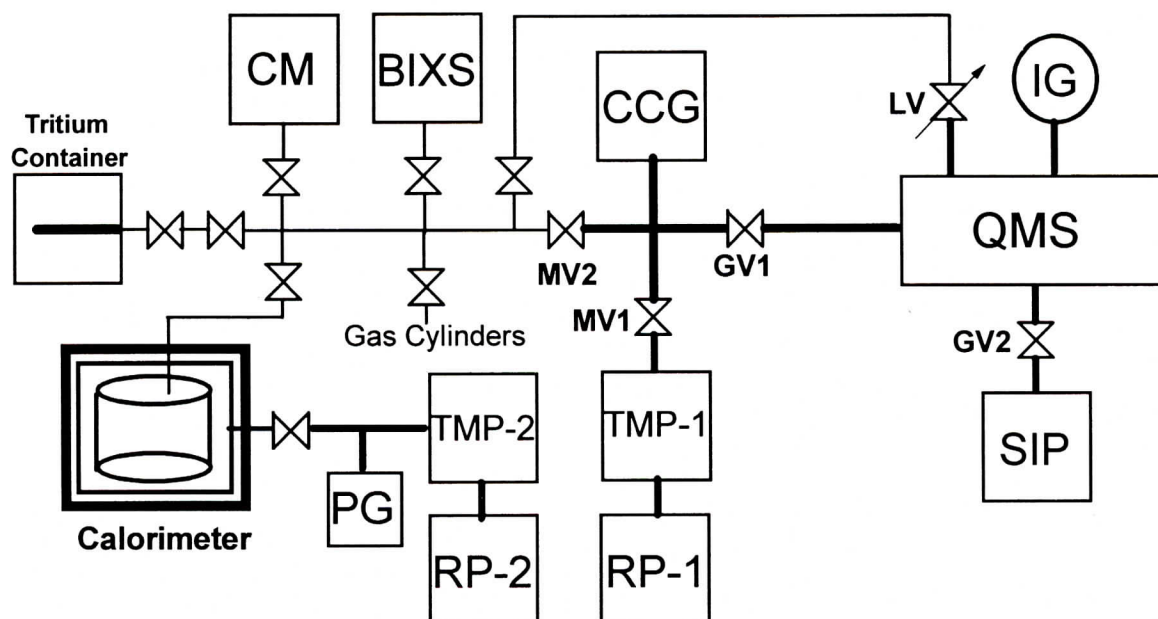 CM
BIXS
CCG
LV
IG
Tritium
Container
QMS
MV2
GV1
MV1
GV2
Gas Cylinders
TMP-2
TMP-1
SIP
PG
Calorimeter
RP-2
RP-1